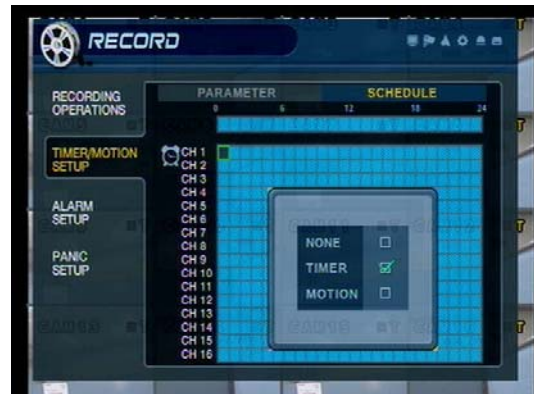 RECORD
PARAMETER SCHEDULE
0 6 12 18 24
RECORDING
OPERATIONS
TIMER/MOTION
SETUP
ALARM
SETUP
PANIC
SETUP
CH 1
CH 2
CH 3
CH 4
CH 5
CH 6
CH 7
CH 8
CH 9
CH 10
CH 11
CH 12
CH 13
CH 14
CH 15
CH 16
NONE
TIMER
MOTION